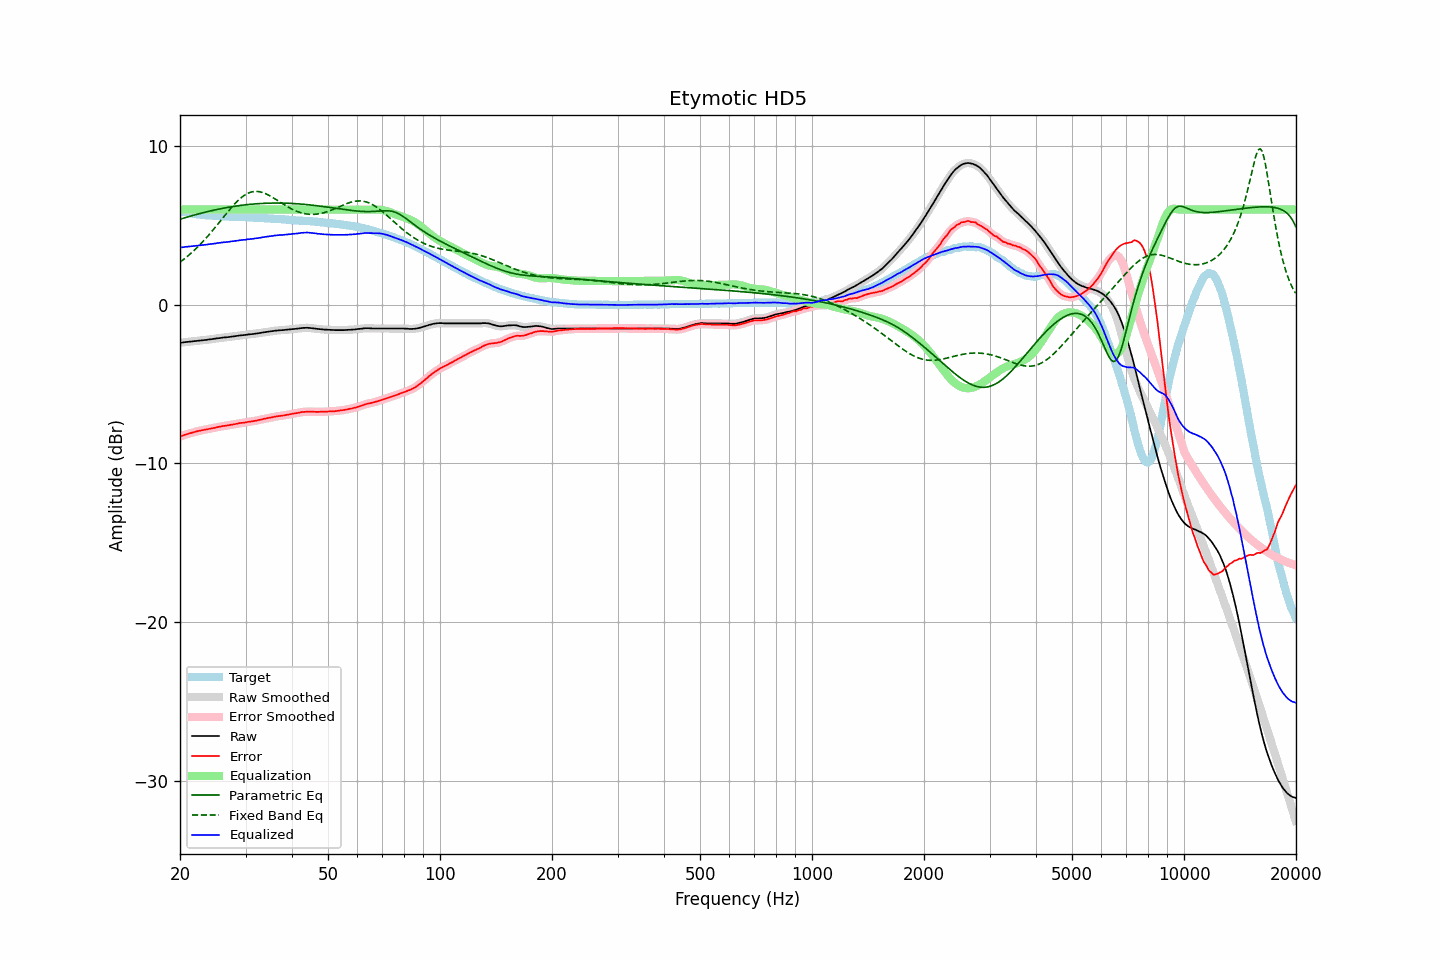 Etymotic HD5
10
0
−10
−20
−30
Amplitude (dBr)
Target
Raw Smoothed
Error Smoothed
Raw
Error
Equalization
Parametric Eq
Fixed Band Eq
Equalized
20 50 100 200 500 1000 2000 5000 10000 20000
Frequency (Hz)